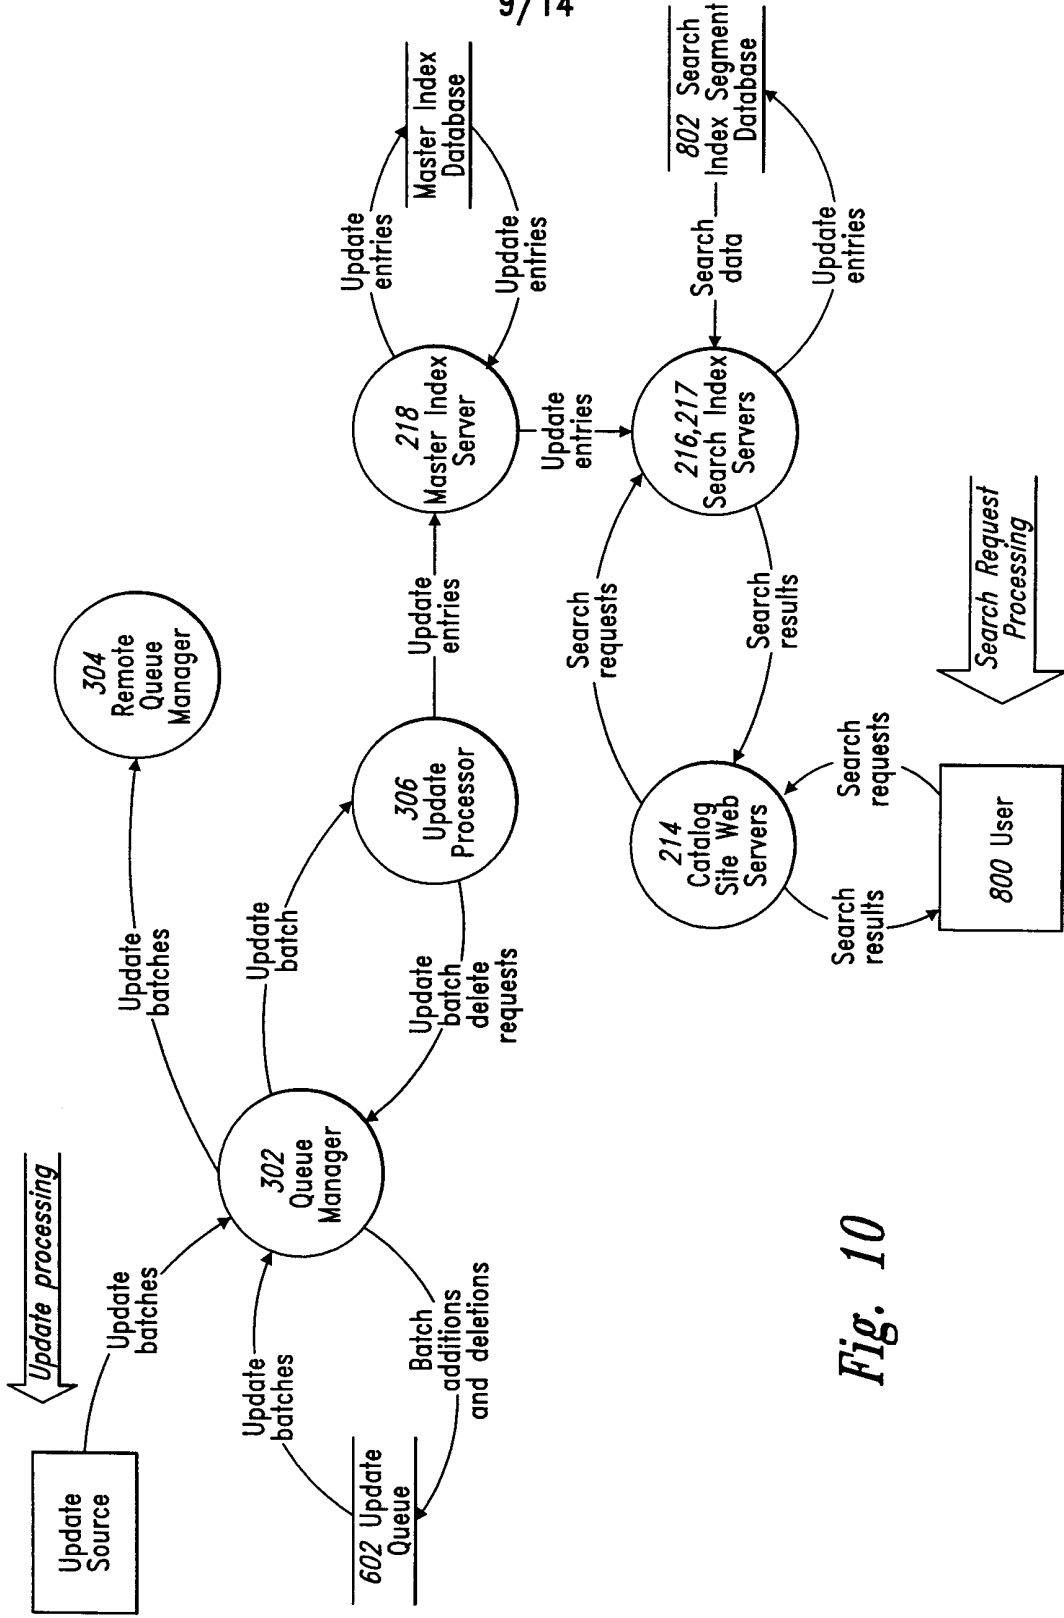 9/14
Update processing
Update
Source
Update
batches
602 Update
Queue
Update
batches
Batch
additions
and deletions
302
Queue
Manager
Update
batches
304
Remote
Queue
Manager
Update
batch
Update
batch
delete
requests
306
Update
Processor
Update
entries
218
Master Index
Server
Update
entries
Update
entries
Master Index
Database
Update
entries
216,217
Search Index
Servers
Search
data
Update
entries
802 Search
Index Segment
Database
Search
requests
Search
results
214
Catalog
Site Web
Servers
Search
results
Search
requests
800 User
Search Request
Processing
Fig. 10